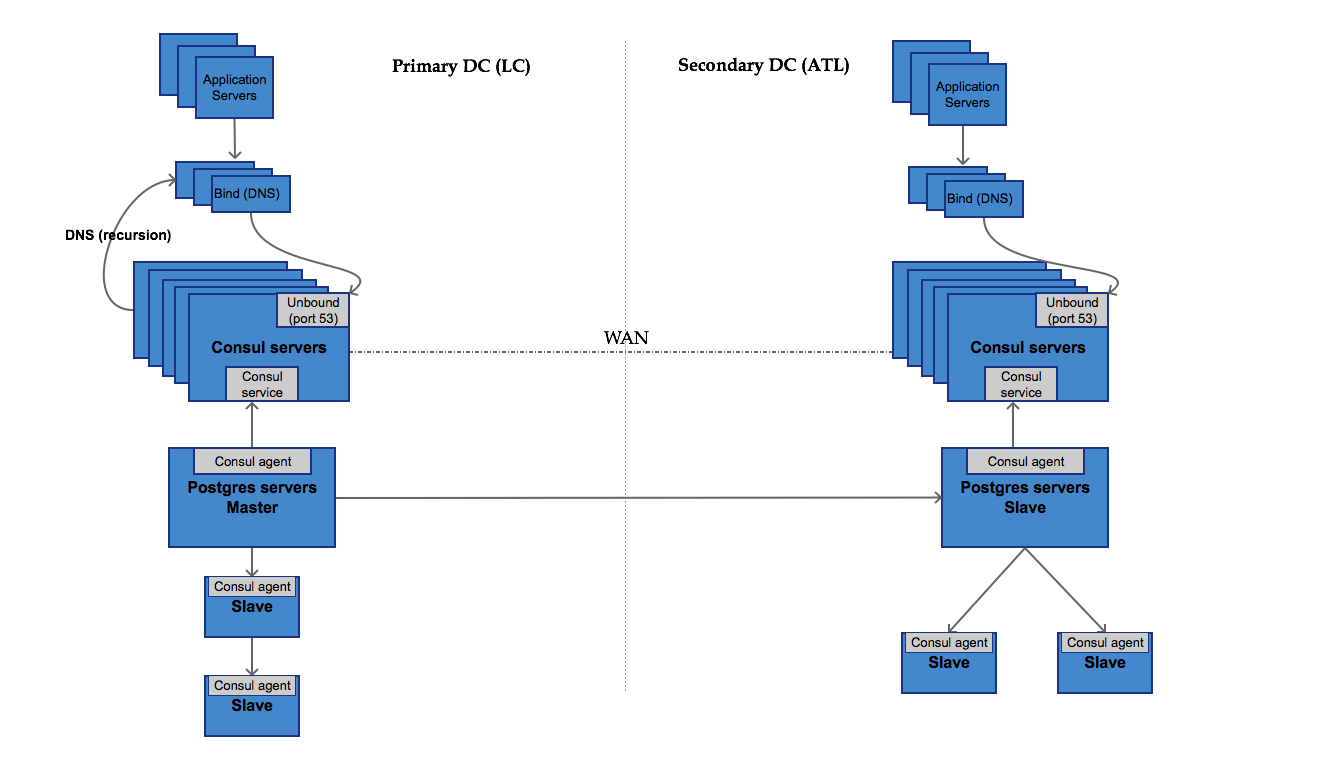 Primary DC (LC)
Secondary DC (ATL)
Application
Servers
Application
Servers
Bind (DNS)
Bind (DNS)
DNS (recursion)
Unbound
(port 53)
Unbound
(port 53)
Consul servers
WAN
Consul servers
Consul
service
Consul
service
Consul agent
Postgres servers
Master
Consul agent
Postgres servers
Slave
Consul agent
Slave
Consul agent
Slave
Consul agent
Slave
Consul agent
Slave